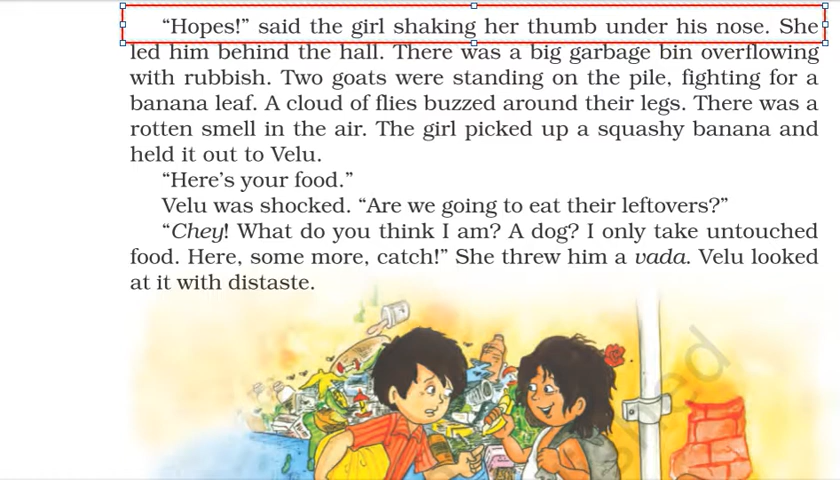 “Hopes!” said the girl shaking her thumb under his nose. She
led him behind the hall. There was a big garbage bin overflowing
with rubbish. Two goats were standing on the pile, fighting for a
banana leaf. A cloud of flies buzzed around their legs. There was a
rotten smell in the air. The girl picked up a squashy banana and
held it out to Velu.
“Here’s your food.”
Velu was shocked. “Are we going to eat their leftovers?”
“Chey! What do you think I am? A dog? I only take untouched
food. Here, some more, catch!” She threw him a vada. Velu looked
at it with distaste.